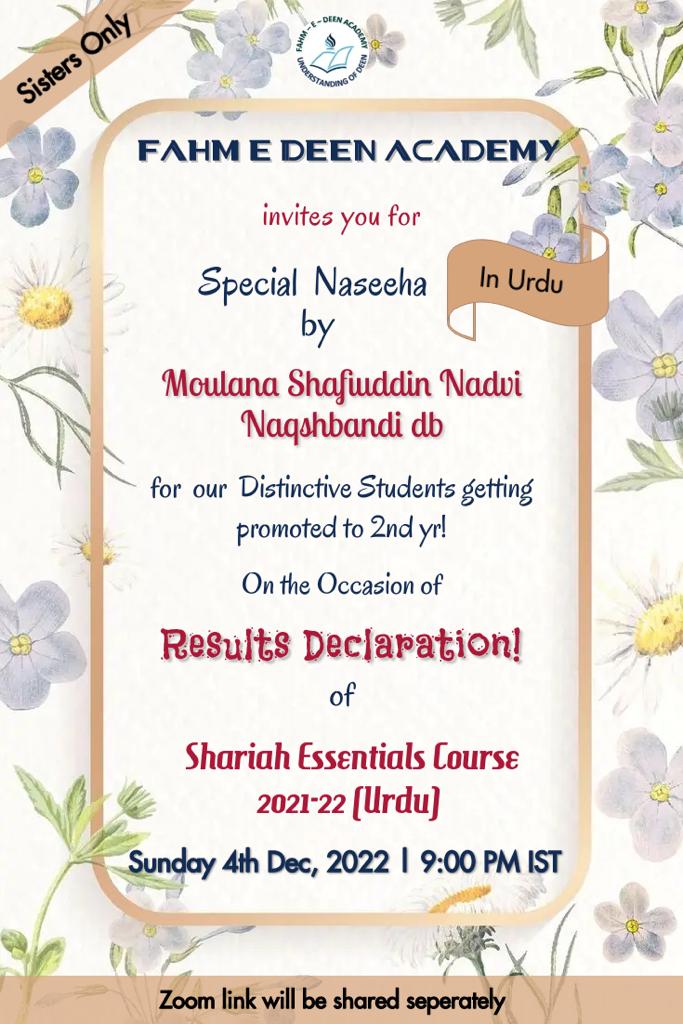 Sisters Only
FAHM - E - DEEN ACADEMY
UNDERSTANDING OF DEEN
FAHM E DEEN ACADEMY
invites you for
Special Naseeha
In Urdu
by
Moulana Shafiuddin Nadvi
Naqshbandi db
for our Distinctive Students getting
promoted to 2nd yr!
On the Occasion of
Results Declaration!
of
Shariah Essentials Course
2021-22 (Urdu)
Sunday 4th Dec, 2022 | 9:00 PM IST
Zoom link will be shared seperately